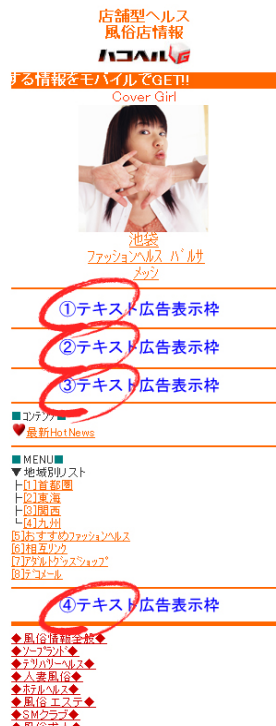 店舗型ヘルス
風俗店情報
ハコヘルG
する情報をモバイルでGET!!
Cover Girl
池袋
ファッションヘルス バルサ
メッシ
①テキスト広告表示枠
②テキスト広告表示枠
③テキスト広告表示枠
■コンテンツ■
最新HotNews
■MENU■
▼地域別リスト
├[1]首都圏
├[2]東海
├[3]関西
└[4]九州
[5]おすすめファッションヘルス
[6]相互リンク
[7]アダルトグッズショップ
[8]デコメール
④テキスト広告表示枠
◆風俗情報全般◆
◆ソープランド◆
◆デリバリーヘルス◆
◆人妻風俗◆
◆ホテルヘルス◆
◆風俗エステ◆
◆SMクラブ◆